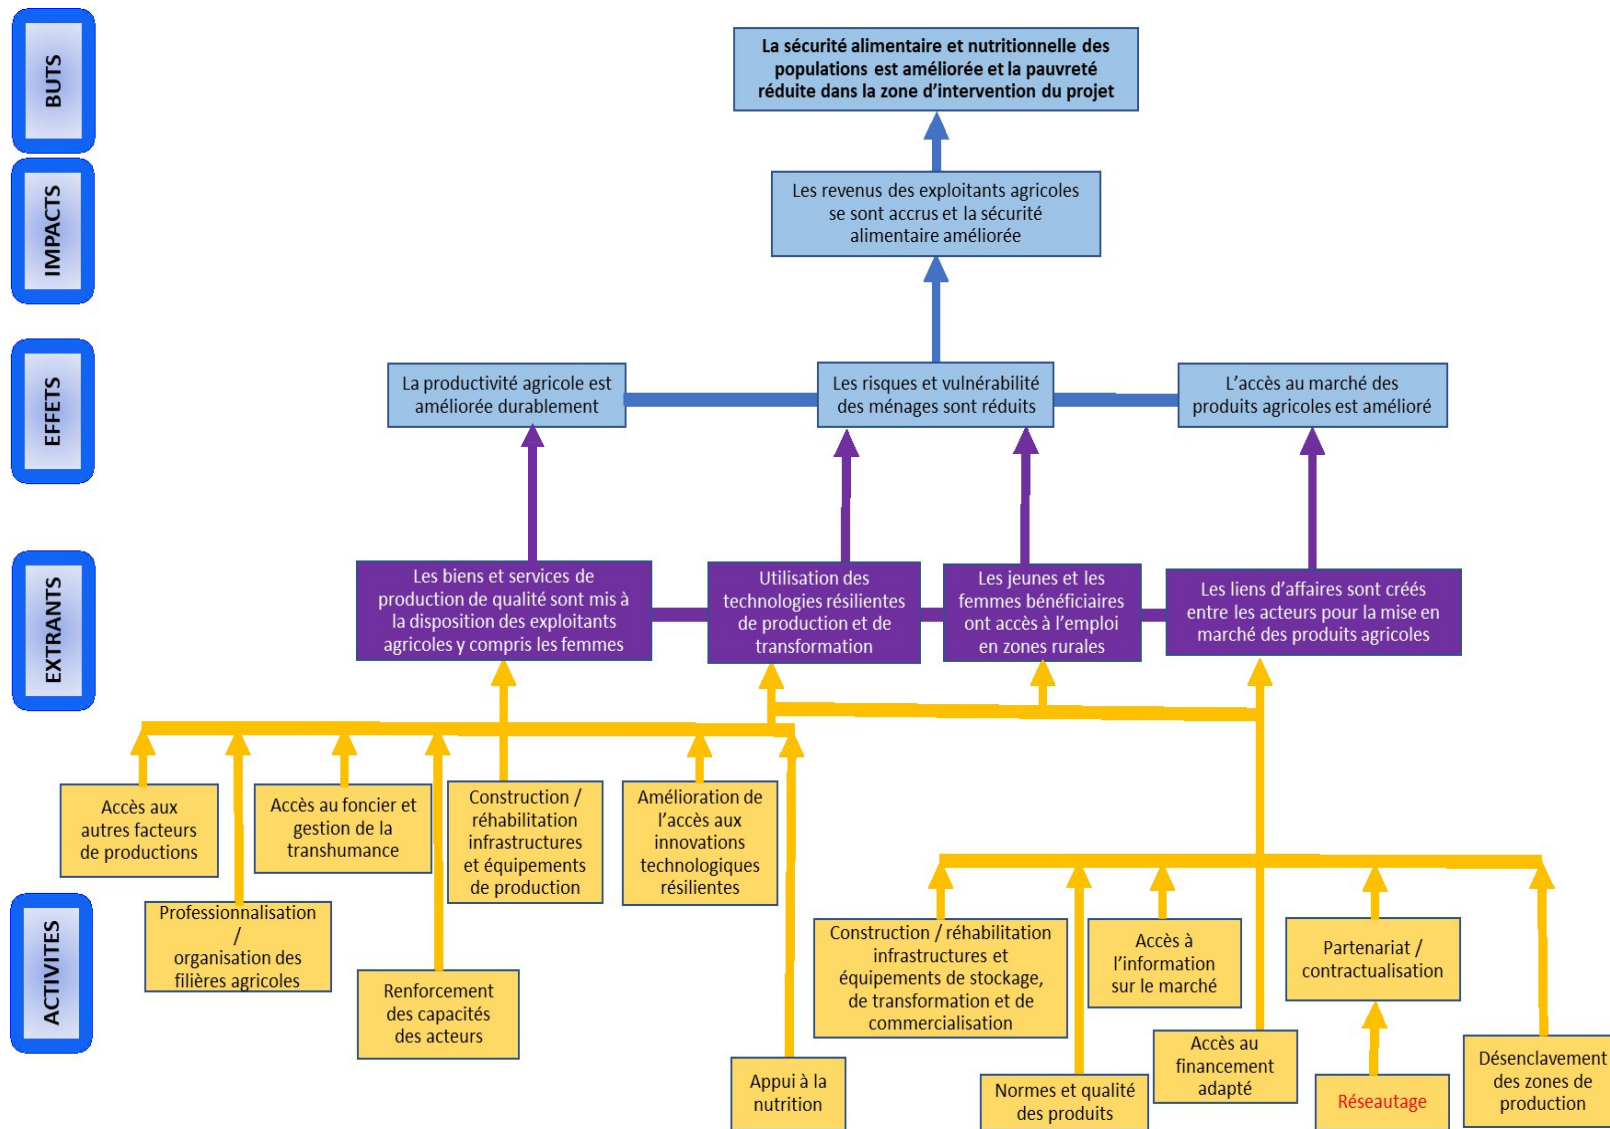 BUTS
La sécurité alimentaire et nutritionnelle des
populations est améliorée et la pauvreté
réduite dans la zone d'intervention du projet
IMPACTS
Les revenus des exploitants agricoles
se sont accrus et la sécurité
alimentaire améliorée
EFFETS
La productivité agricole est
améliorée durablement
Les risques et vulnérabilité
des ménages sont réduits
L'accès au marché des
produits agricoles est amélioré
EXTRANTS
Les biens et services de
production de qualité sont mis à
la disposition des exploitants
agricoles y compris les femmes
Utilisation des
technologies résilientes
de production et de
transformation
Les jeunes et les
femmes bénéficiaires
ont accès à l'emploi
en zones rurales
Les liens d'affaires sont créés
entre les acteurs pour la mise en
marché des produits agricoles
ACTIVITES
Accès aux
autres facteurs
de productions
Professionnalisation
/
organisation des
filières agricoles
Accès au foncier et
gestion de la
transhumance
Renforcement
des capacités
des acteurs
Construction /
réhabilitation
infrastructures
et équipements
de production
Amélioration de
l'accès aux
innovations
technologiques
résilientes
Appui à la
nutrition
Construction / réhabilitation
infrastructures et
équipements de stockage,
de transformation et de
commercialisation
Normes et qualité
des produits
Accès à
l'information
sur le marché
Accès au
financement
adapté
Partenariat /
contractualisation
Réseautage
Désenclavement
des zones de
production